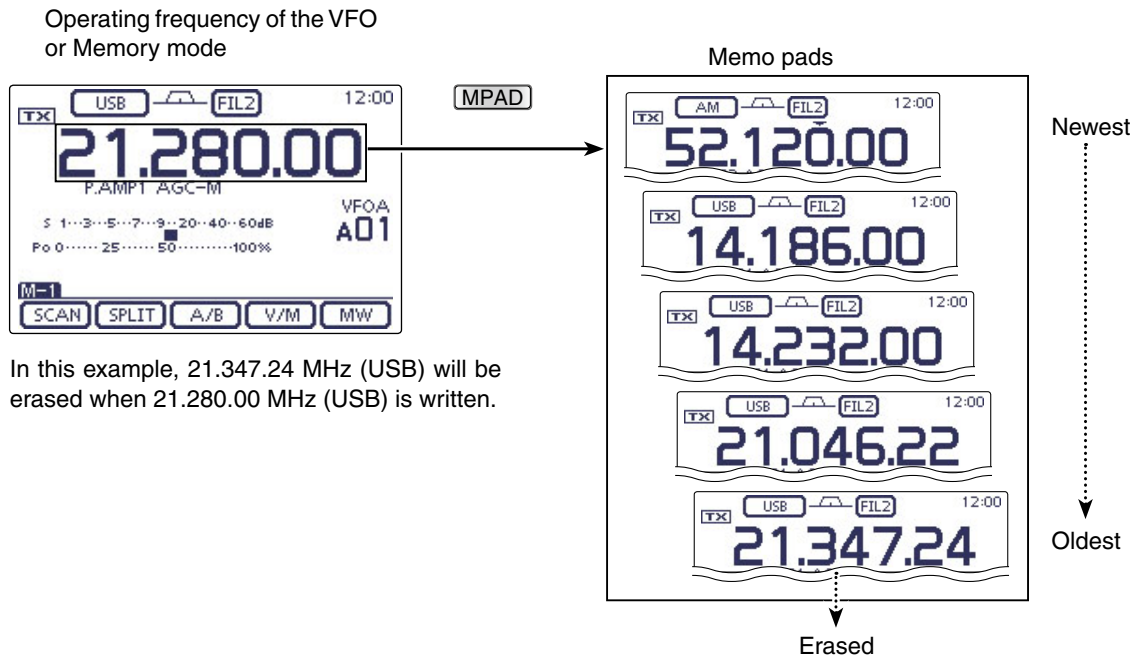 Operating frequency of the VFO
or Memory mode
USB FIL2 12:00
TX
21.280.00
P.AMP1 AGC-M
S 1···3···5···7···9···20···40···60dB
Po 0······25······50··········100%
VFOA
A01
M-1
SCAN SPLIT A/B V/M MW
In this example, 21.347.24 MHz (USB) will be
erased when 21.280.00 MHz (USB) is written.
MPAD
Memo pads
AM FIL2 12:00
TX
52.120.00
USB FIL2 12:00
TX
14.186.00
USB FIL2 12:00
TX
14.232.00
USB FIL2 12:00
TX
21.046.22
USB FIL2 12:00
TX
21.347.24
Newest
Oldest
Erased